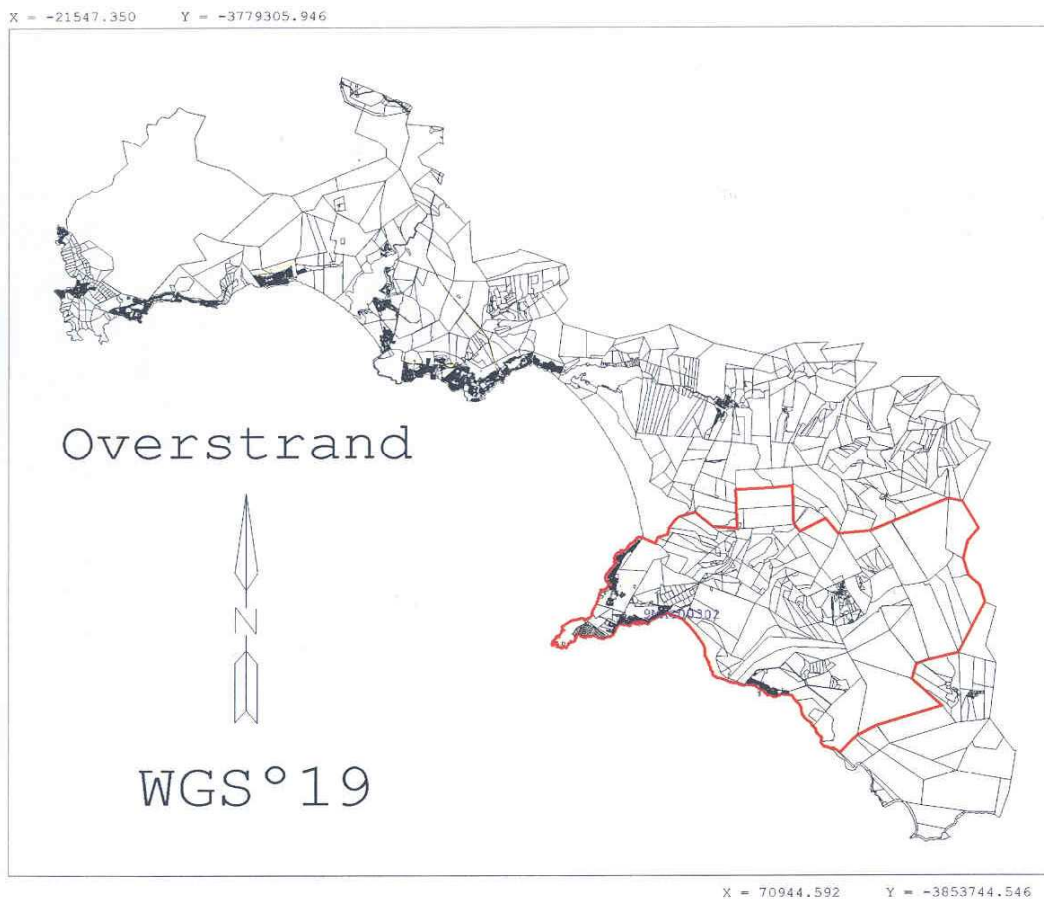 X = -21547.350 Y = -3779305.946
Overstrand
N
WGS°19
X = 70944.592 Y = -3853744.546